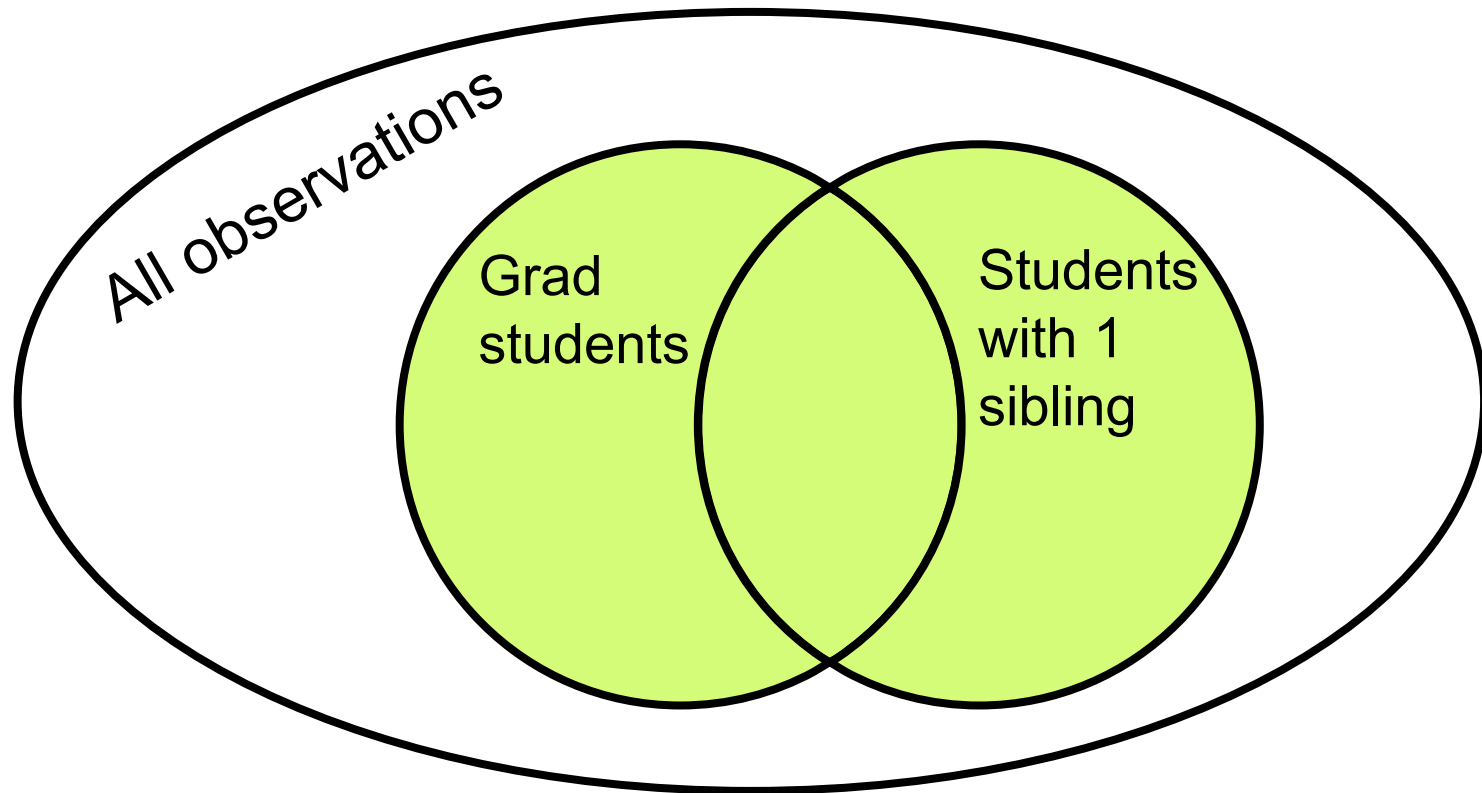 All observations
Grad
students
Students
with 1
sibling